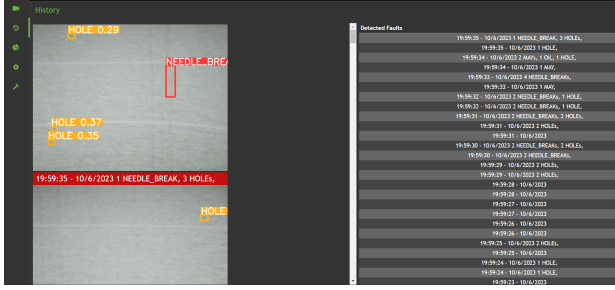 History
HOLE 0.29
NEEDLE_BREA
HOLE 0.37
HOLE 0.35
19:59:35 - 10/6/2023 1 NEEDLE_BREAK, 3 HOLEs,
HOLE
Detected Faults
19:59:35 - 10/6/2023 1 NEEDLE_BREAK, 3 HOLEs,
19:59:35 - 10/6/2023 1 HOLE,
19:59:34 - 10/6/2023 2 MAYs, 1 OIL, 1 HOLE,
19:59:34 - 10/6/2023 1 MAY,
19:59:33 - 10/6/2023 4 NEEDLE_BREAKs,
19:59:33 - 10/6/2023 1 MAY,
19:59:32 - 10/6/2023 2 NEEDLE_BREAKs, 1 HOLE,
19:59:32 - 10/6/2023 2 NEEDLE_BREAKs, 1 HOLE,
19:59:31 - 10/6/2023 2 NEEDLE_BREAKs, 2 HOLEs,
19:59:31 - 10/6/2023 2 HOLEs,
19:59:31 - 10/6/2023
19:59:30 - 10/6/2023 2 NEEDLE_BREAKs, 2 HOLEs,
19:59:30 - 10/6/2023 2 NEEDLE_BREAKs,
19:59:29 - 10/6/2023 2 HOLEs,
19:59:29 - 10/6/2023 2 HOLEs,
19:59:28 - 10/6/2023
19:59:28 - 10/6/2023
19:59:27 - 10/6/2023
19:59:27 - 10/6/2023
19:59:26 - 10/6/2023
19:59:26 - 10/6/2023
19:59:25 - 10/6/2023 2 HOLEs,
19:59:25 - 10/6/2023
19:59:24 - 10/6/2023 1 HOLE,
19:59:24 - 10/6/2023 1 HOLE,
19:59:23 - 10/6/2023